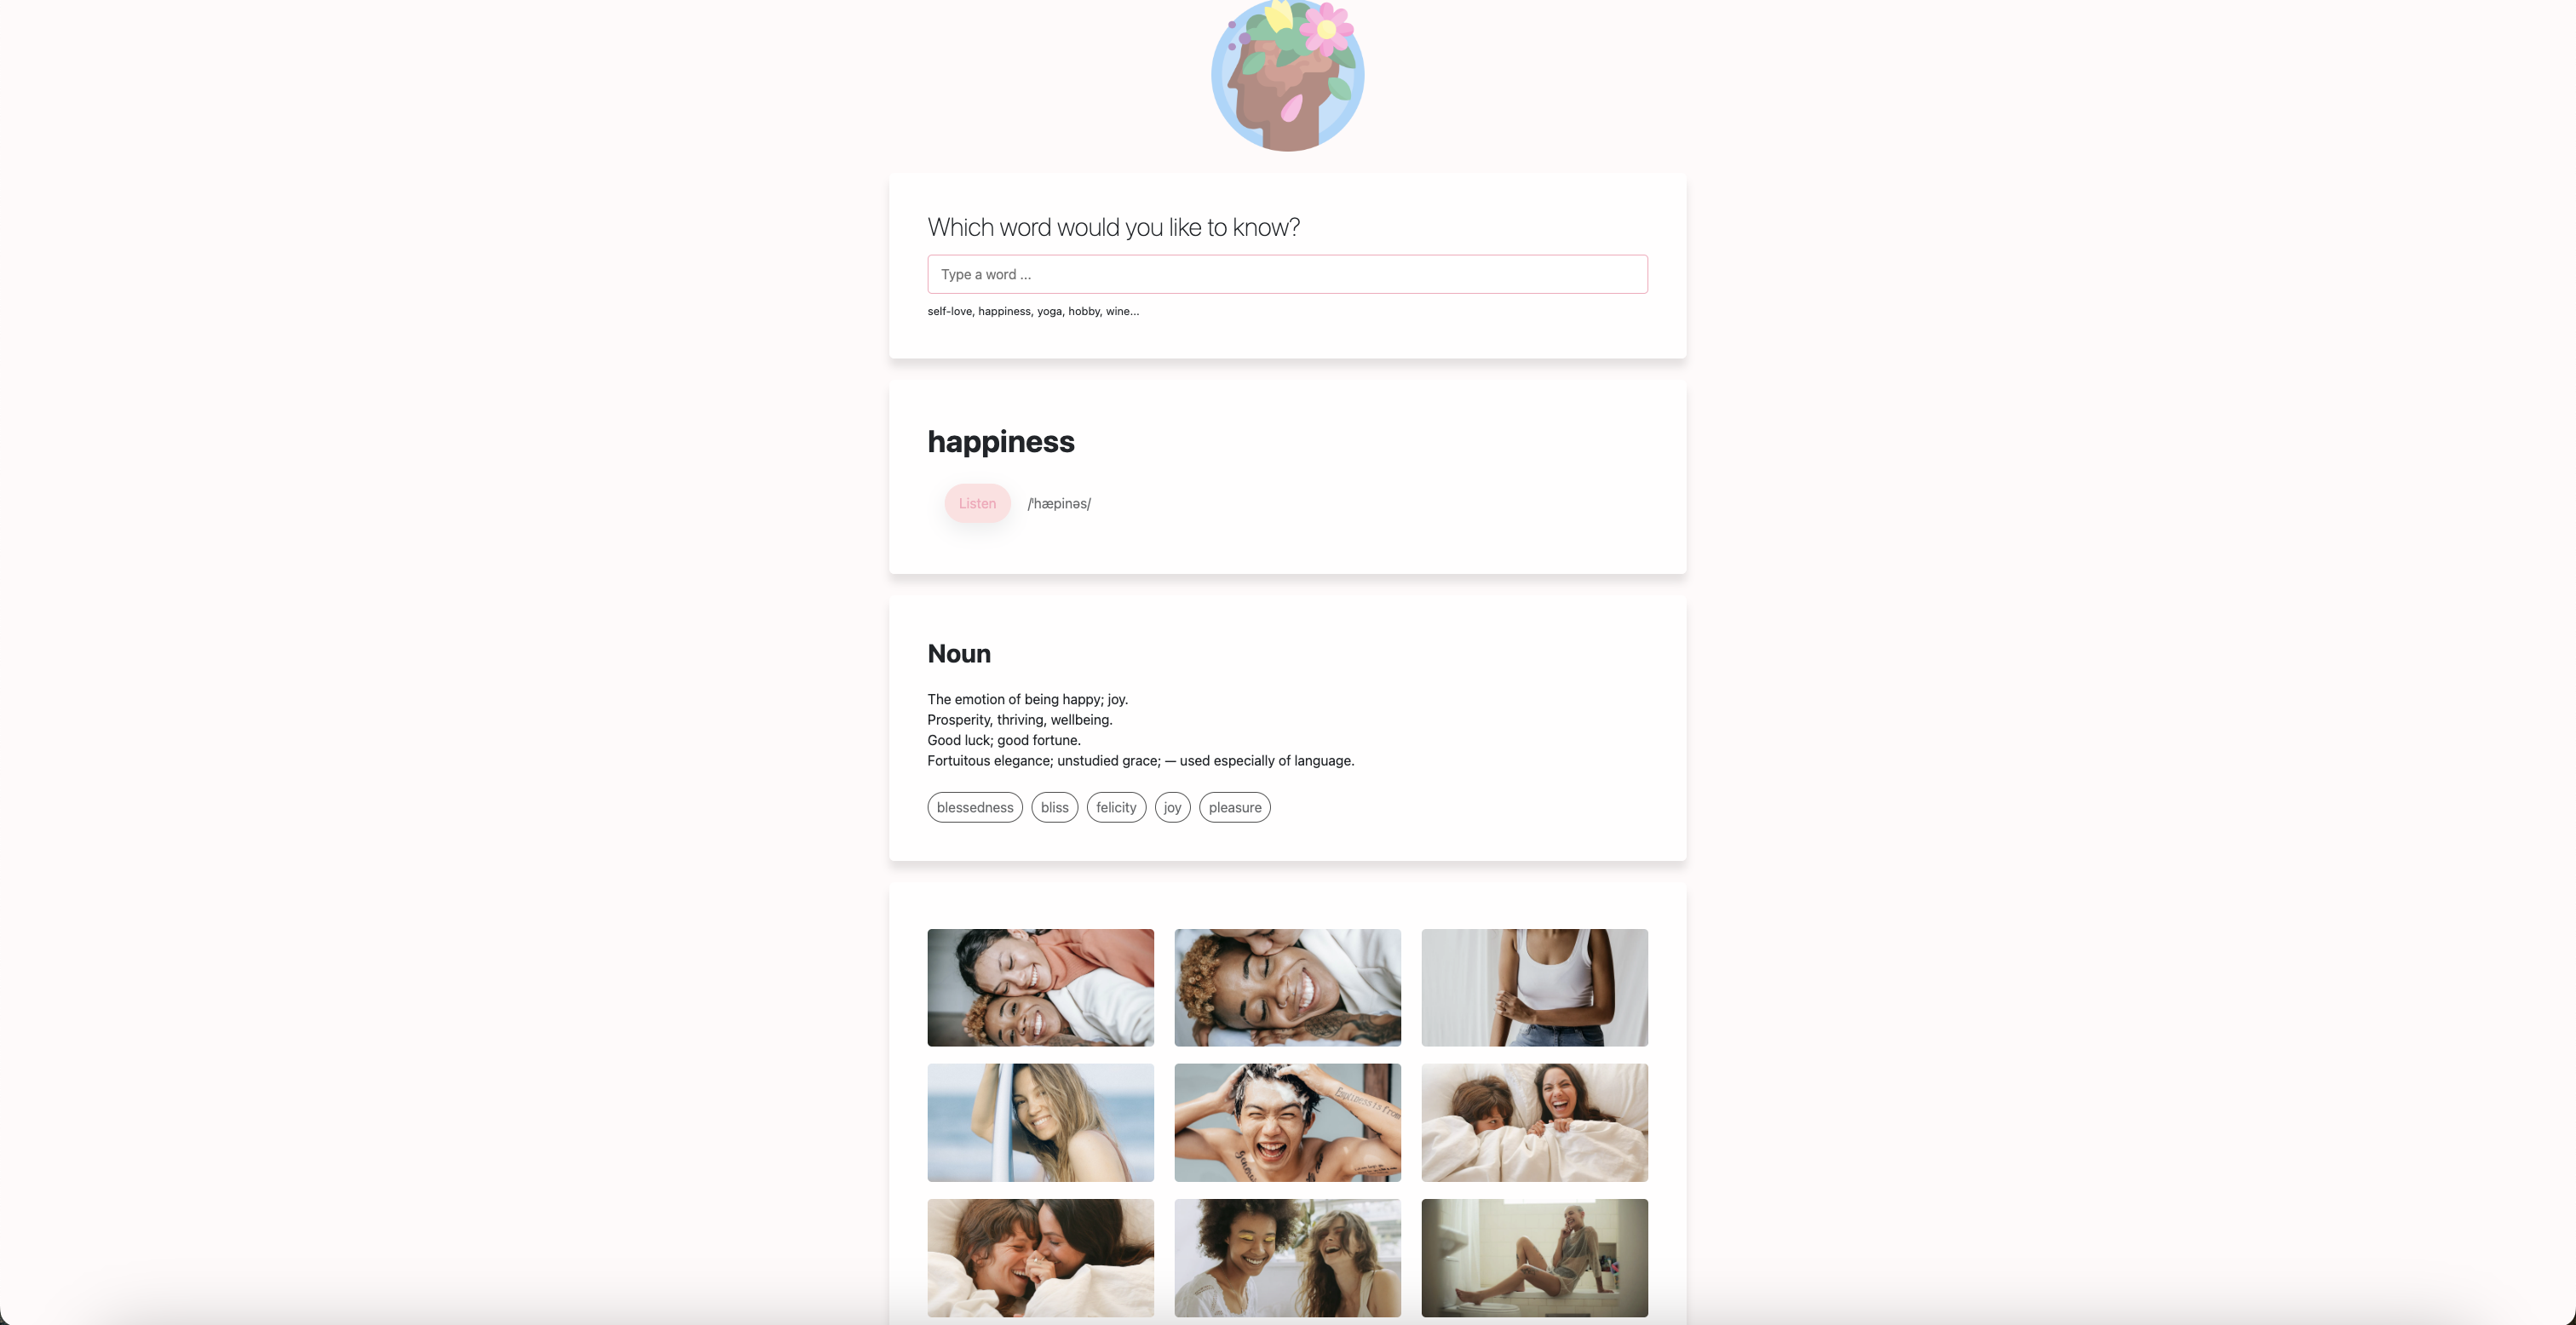 Which word would you like to know?
Type a word ...
self-love, happiness, yoga, hobby, wine...
happiness
Listen /ˈhæpinəs/
Noun
The emotion of being happy; joy.
Prosperity, thriving, wellbeing.
Good luck; good fortune.
Fortuitous elegance; unstudied grace; — used especially of language.
blessedness bliss felicity joy pleasure